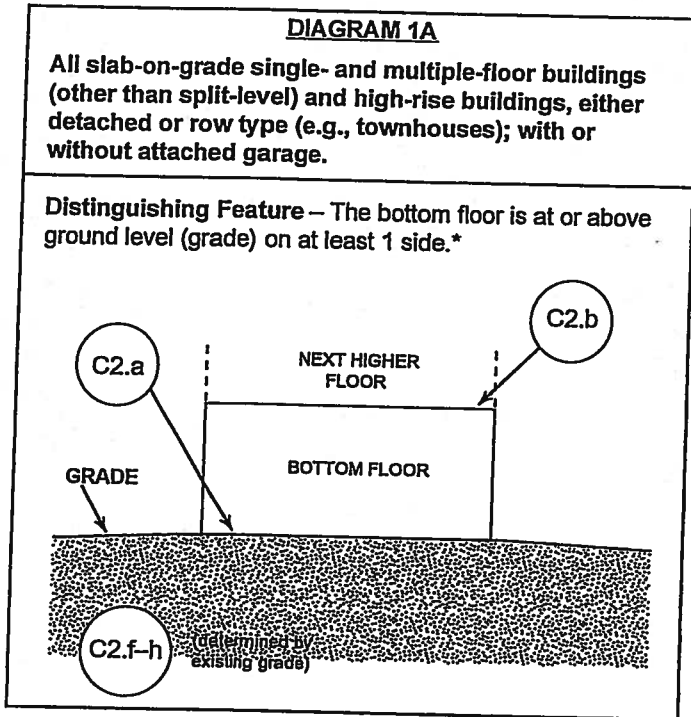 DIAGRAM 1A
All slab-on-grade single- and multiple-floor buildings
(other than split-level) and high-rise buildings, either
detached or row type (e.g., townhouses); with or
without attached garage.
Distinguishing Feature – The bottom floor is at or above
ground level (grade) on at least 1 side.*
C2.b
C2.a
NEXT HIGHER
FLOOR
BOTTOM FLOOR
GRADE
C2.f–h
(determined by
existing grade)